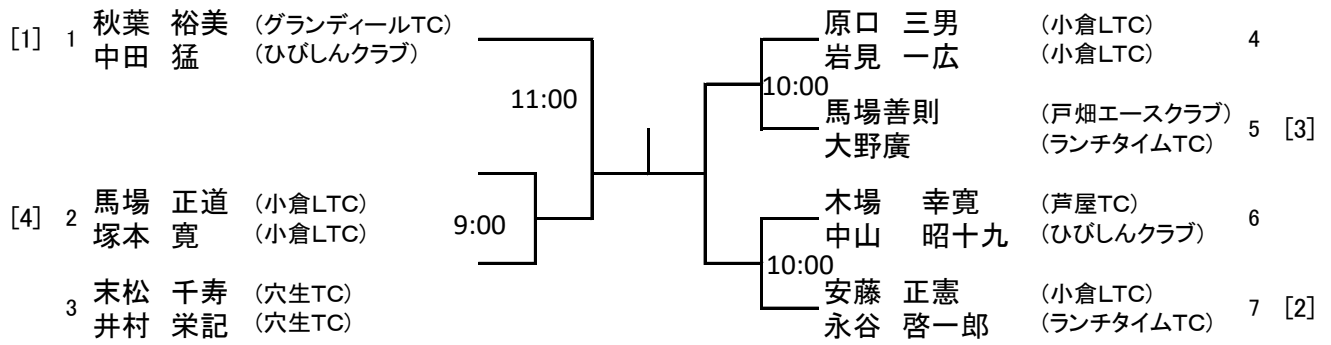 [1] 1 秋葉 裕美 (グランディールTC)
中田 猛 (ひびしんクラブ)
11:00
[4] 2 馬場 正道 (小倉LTC)
塚本 寛 (小倉LTC)
9:00
3 末松 千寿 (穴生TC)
井村 栄記 (穴生TC)
原口 三男 (小倉LTC) 4
岩見 一広 (小倉LTC)
10:00
馬場善則 (戸畑エースクラブ) 5 [3]
大野廣 (ランチタイムTC)
木場 幸寛 (芦屋TC) 6
中山 昭十九 (ひびしんクラブ)
10:00
安藤 正憲 (小倉LTC) 7 [2]
永谷 啓一郎 (ランチタイムTC)